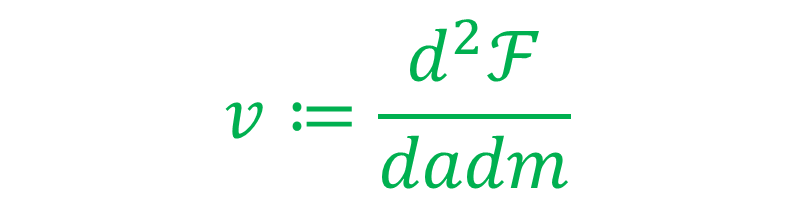 v ≔ d²ℱ / dadm